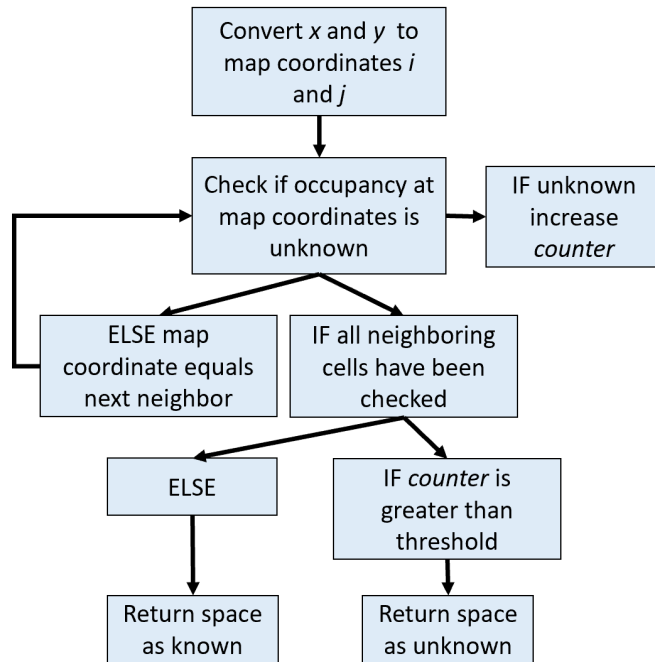 Convert x and y to
map coordinates i
and j
Check if occupancy at
map coordinates is
unknown
IF unknown
increase
counter
ELSE map
coordinate equals
next neighbor
IF all neighboring
cells have been
checked
ELSE
IF counter is
greater than
threshold
Return space
as known
Return space
as unknown